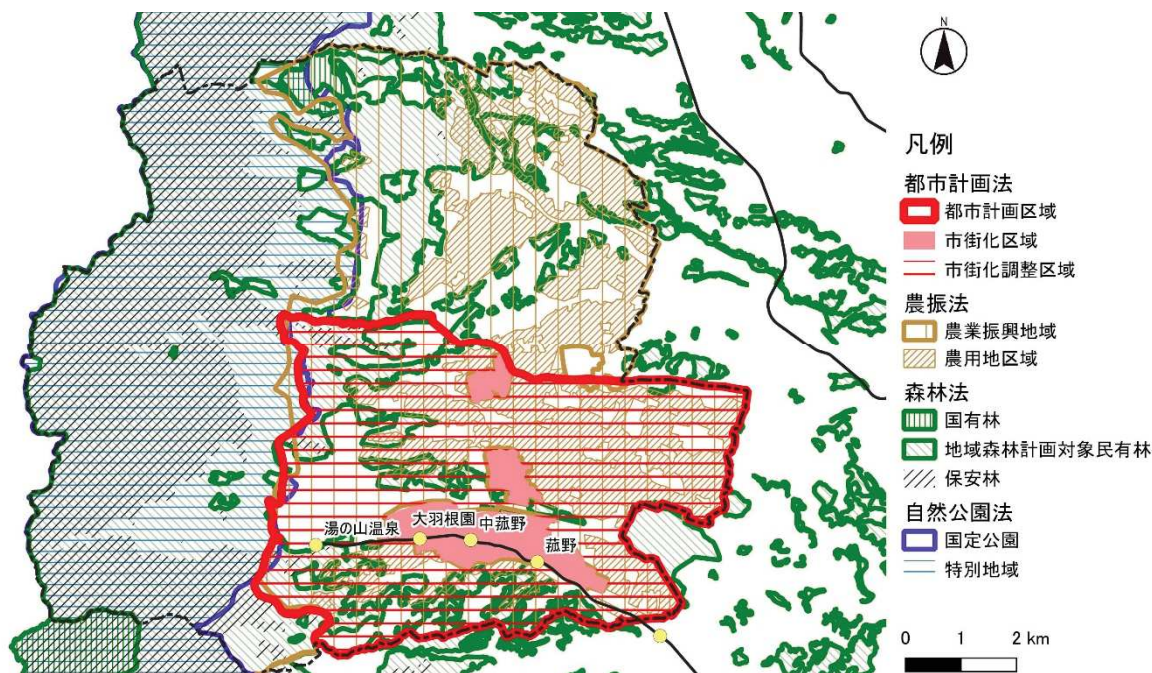 N
凡例
都市計画法
都市計画区域
市街化区域
市街化調整区域
農振法
農業振興地域
農用地区域
森林法
国有林
地域森林計画対象民有林
保安林
自然公園法
国定公園
特別地域
湯の山温泉
大羽根園
中菰野
菰野
0 1 2 km